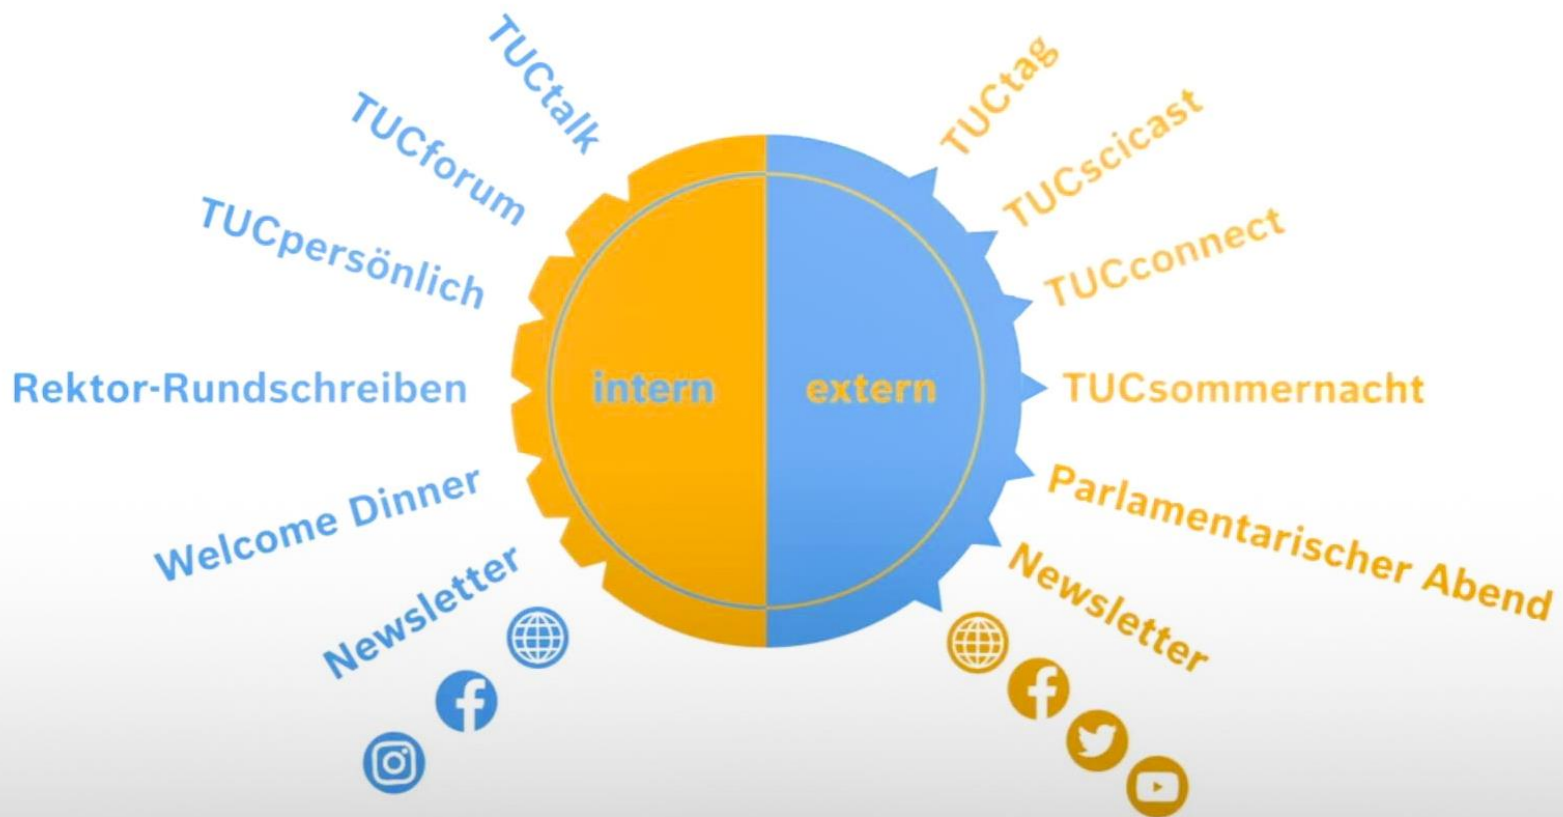 TUCtalk
TUCforum
TUCpersönlich
Rektor-Rundschreiben
Welcome Dinner
Newsletter
intern
extern
TUCtag
TUCscicast
TUCconnect
TUCsommernacht
Parlamentarischer Abend
Newsletter